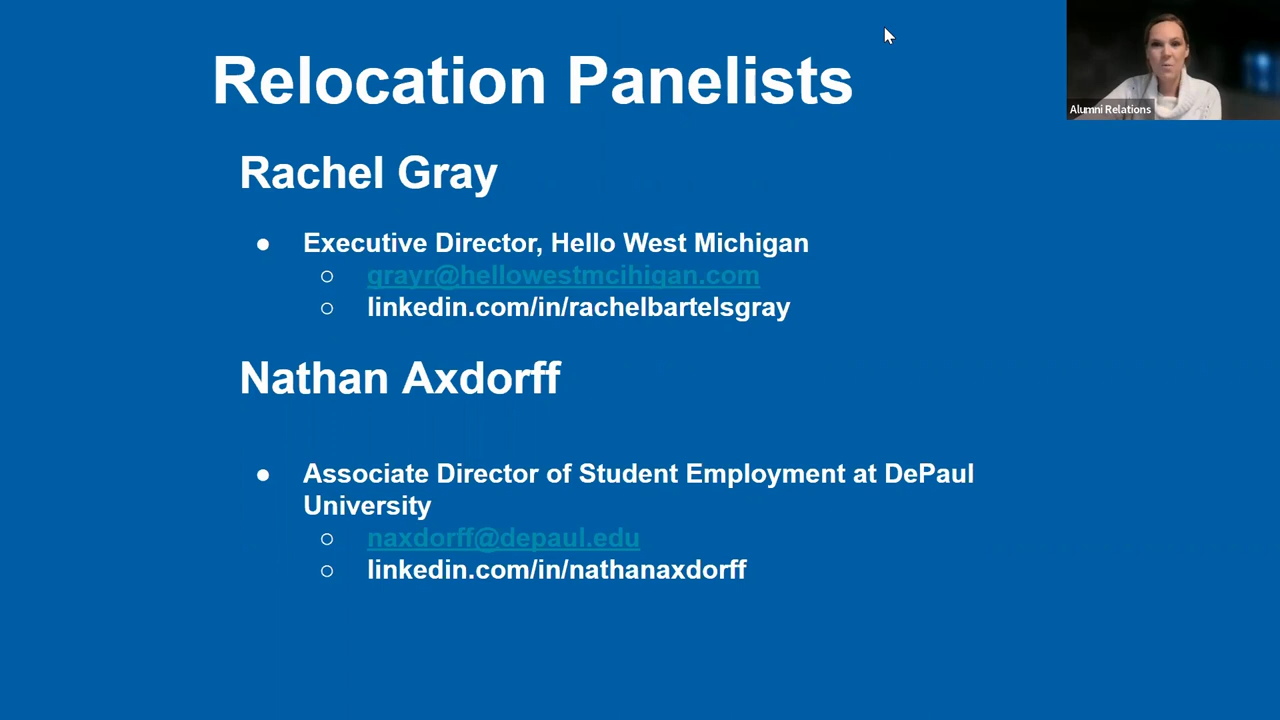 Relocation Panelists
Alumni Relations
Rachel Gray
● Executive Director, Hello West Michigan
○ grayr@hellowestmcihigan.com
○ linkedin.com/in/rachelbartelsgray
Nathan Axdorff
● Associate Director of Student Employment at DePaul
University
○ naxdorff@depaul.edu
○ linkedin.com/in/nathanaxdorff